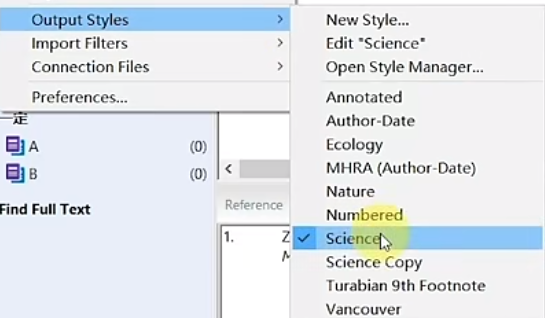 Output Styles >
Import Filters >
Connection Files >
Preferences...
New Style...
Edit "Science"
Open Style Manager...
Annotated
Author-Date
Ecology
MHRA (Author-Date)
Nature
Numbered
✓ Science
Science Copy
Turabian 9th Footnote
Vancouver
一定
A (0)
B (0)
Find Full Text
<
Reference
1. Z
M